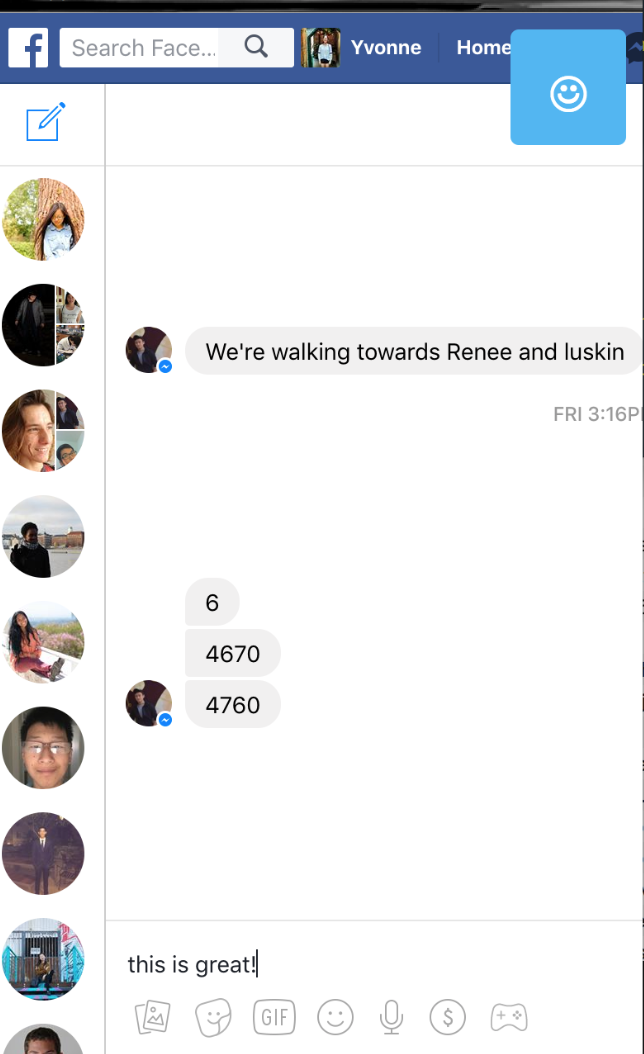 f Search Face... Yvonne Home
We're walking towards Renee and luskin
FRI 3:16P
6
4670
4760
this is great!
GIF $